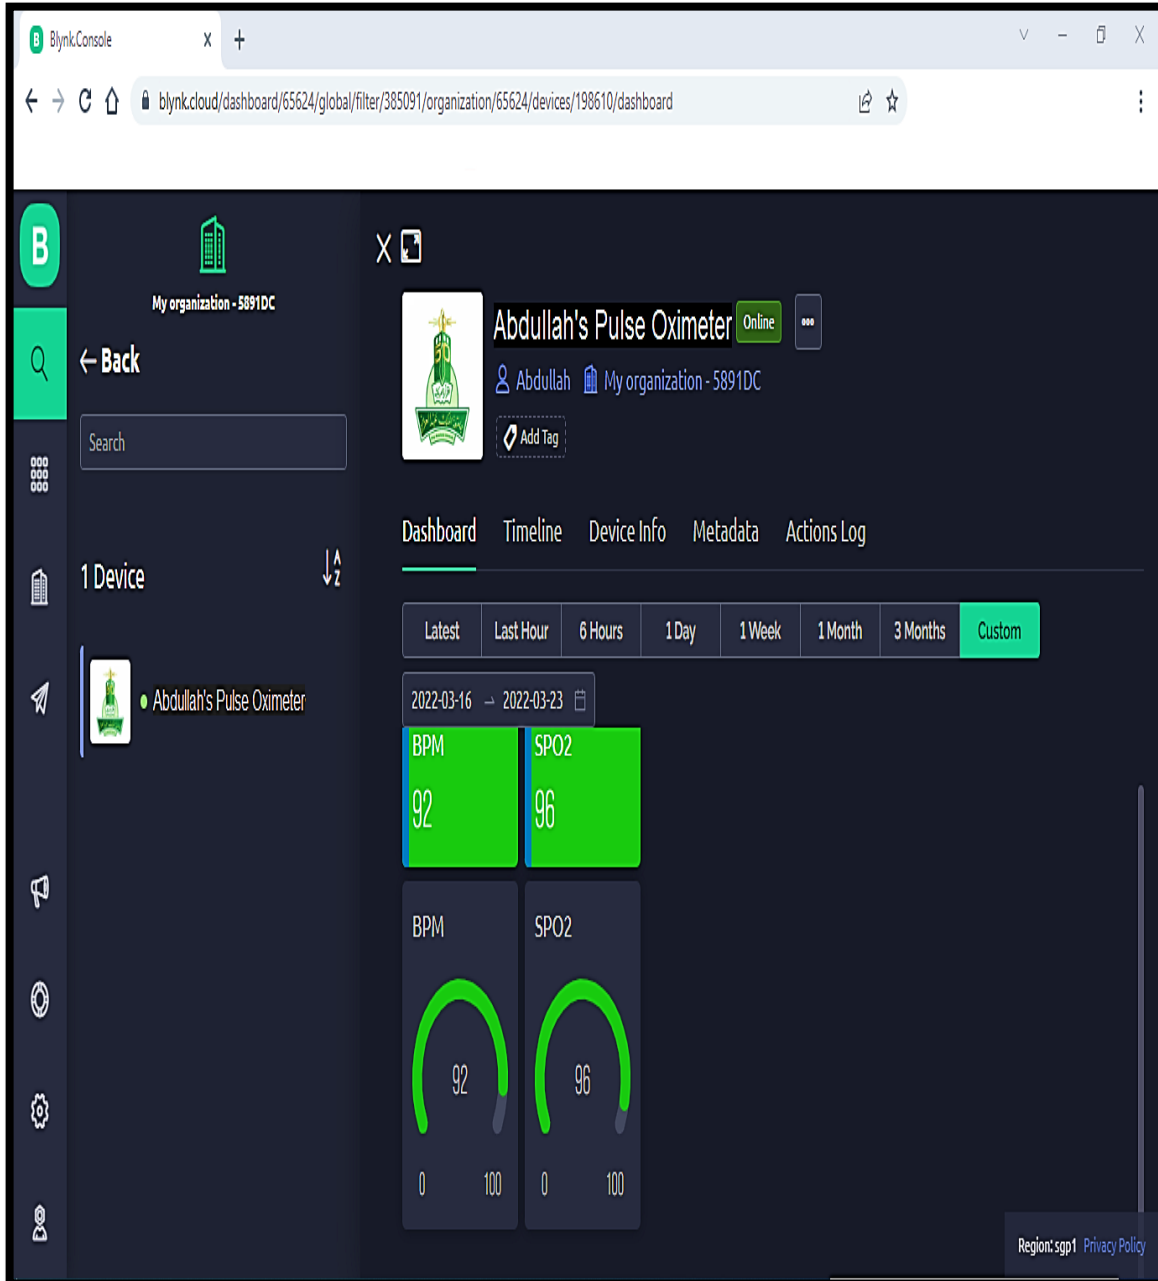 Blynk.Console
blynk.cloud/dashboard/65624/global/filter/385091/organization/65624/devices/198610/dashboard
B
My organization - 5891DC
Back
Search
1 Device
A
Z
Abdullah's Pulse Oximeter
Abdullah's Pulse Oximeter Online
Abdullah My organization - 5891DC
Add Tag
Dashboard Timeline Device Info Metadata Actions Log
Latest Last Hour 6 Hours 1 Day 1 Week 1 Month 3 Months Custom
2022-03-16 → 2022-03-23
BPM SPO2
92 96
BPM SPO2
92 96
0 100 0 100
Region: sgp1 Privacy Policy